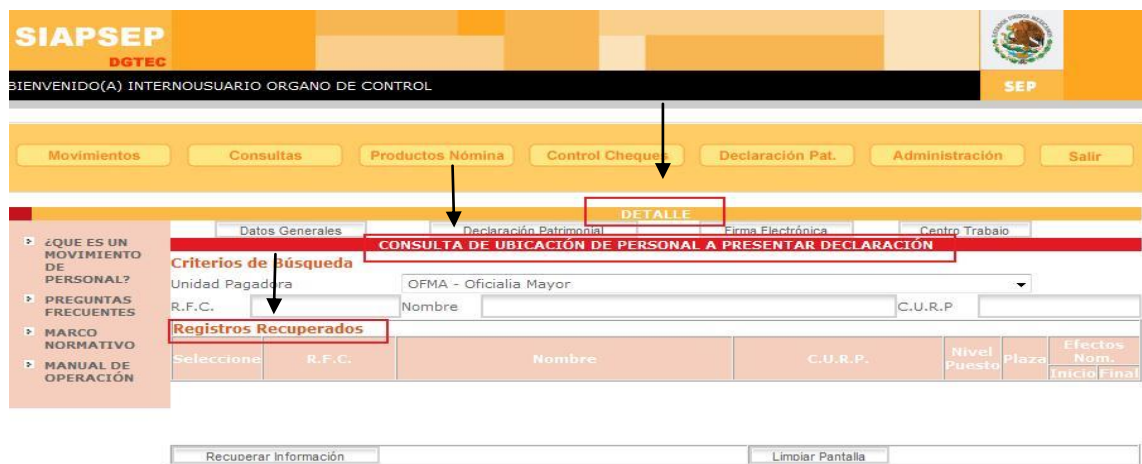 SIAPSEP
DGTEC
BIENVENIDO(A) INTERNOUSUARIO ORGANO DE CONTROL
SEP
Movimientos Consultas Productos Nómina Control Cheques Declaración Pat. Administración Salir
DETALLE
Datos Generales Declaración Patrimonial Firma Electrónica Centro Trabajo
CONSULTA DE UBICACIÓN DE PERSONAL A PRESENTAR DECLARACIÓN
¿QUE ES UN
MOVIMIENTO
DE
PERSONAL?
PREGUNTAS
FRECUENTES
MARCO
NORMATIVO
MANUAL DE
OPERACIÓN
Criterios de Búsqueda
Unidad Pagadora OFMA - Oficialia Mayor
R.F.C. Nombre C.U.R.P
Registros Recuperados
Seleccione R.F.C. Nombre C.U.R.P. Nivel Puesto Plaza Efectos Nom.
Inicio Final
Recuperar Información Limpiar Pantalla